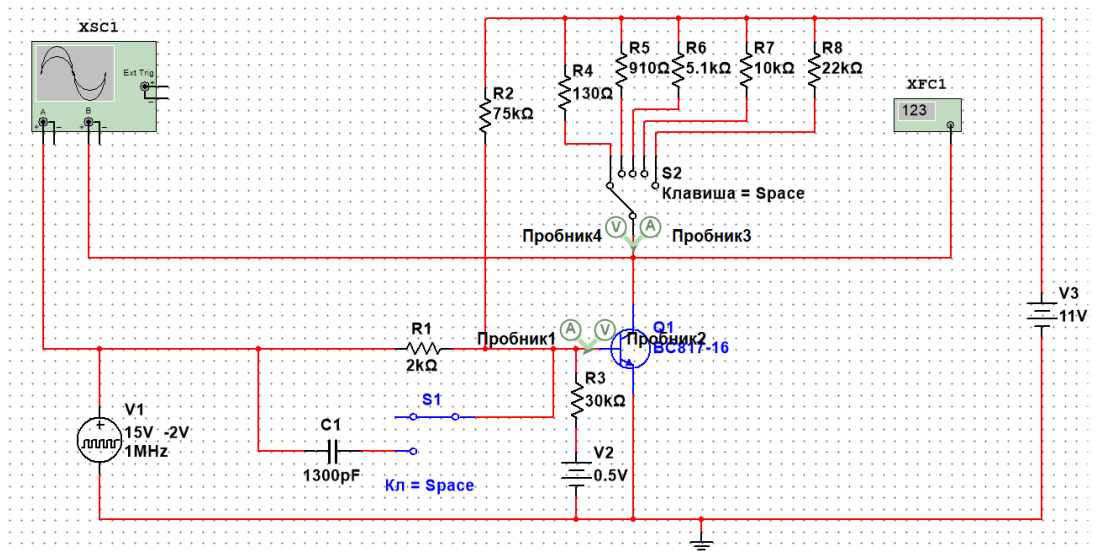 XSC1
Ext Trig
A
B
R2
75kΩ
R4
130Ω
R5
910Ω
R6
5.1kΩ
R7
10kΩ
R8
22kΩ
XFC1
123
S2
Клавиша = Space
Пробник4
V
A
Пробник3
V3
11V
R1
2kΩ
Пробник1
A
V
Пробник2
Q1
BC817-16
R3
30kΩ
S1
V1
15V -2V
1MHz
C1
1300pF
Кл = Space
V2
0.5V